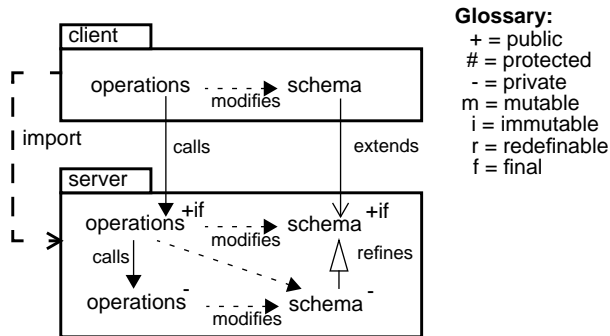 client
operations
modifies
schema
import
calls
extends
server
operations +if
modifies
schema +if
calls
refines
operations -
modifies
schema -
Glossary:
+ = public
# = protected
- = private
m = mutable
i = immutable
r = redefinable
f = final